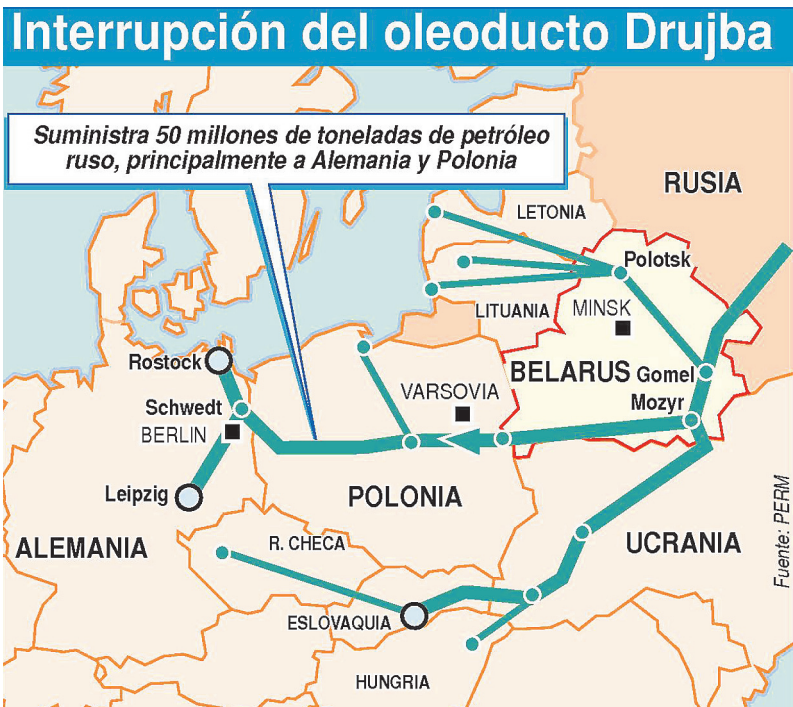 Interrupción del oleoducto Drujba
Suministra 50 millones de toneladas de petróleo
ruso, principalmente a Alemania y Polonia
RUSIA
LETONIA
Polotsk
LITUANIA
MINSK
Rostock
BELARUS
Gomel
VARSOVIA
Mozyr
Schwedt
BERLIN
Leipzig
POLONIA
ALEMANIA
R. CHECA
UCRANIA
ESLOVAQUIA
HUNGRIA
Fuente: PERM